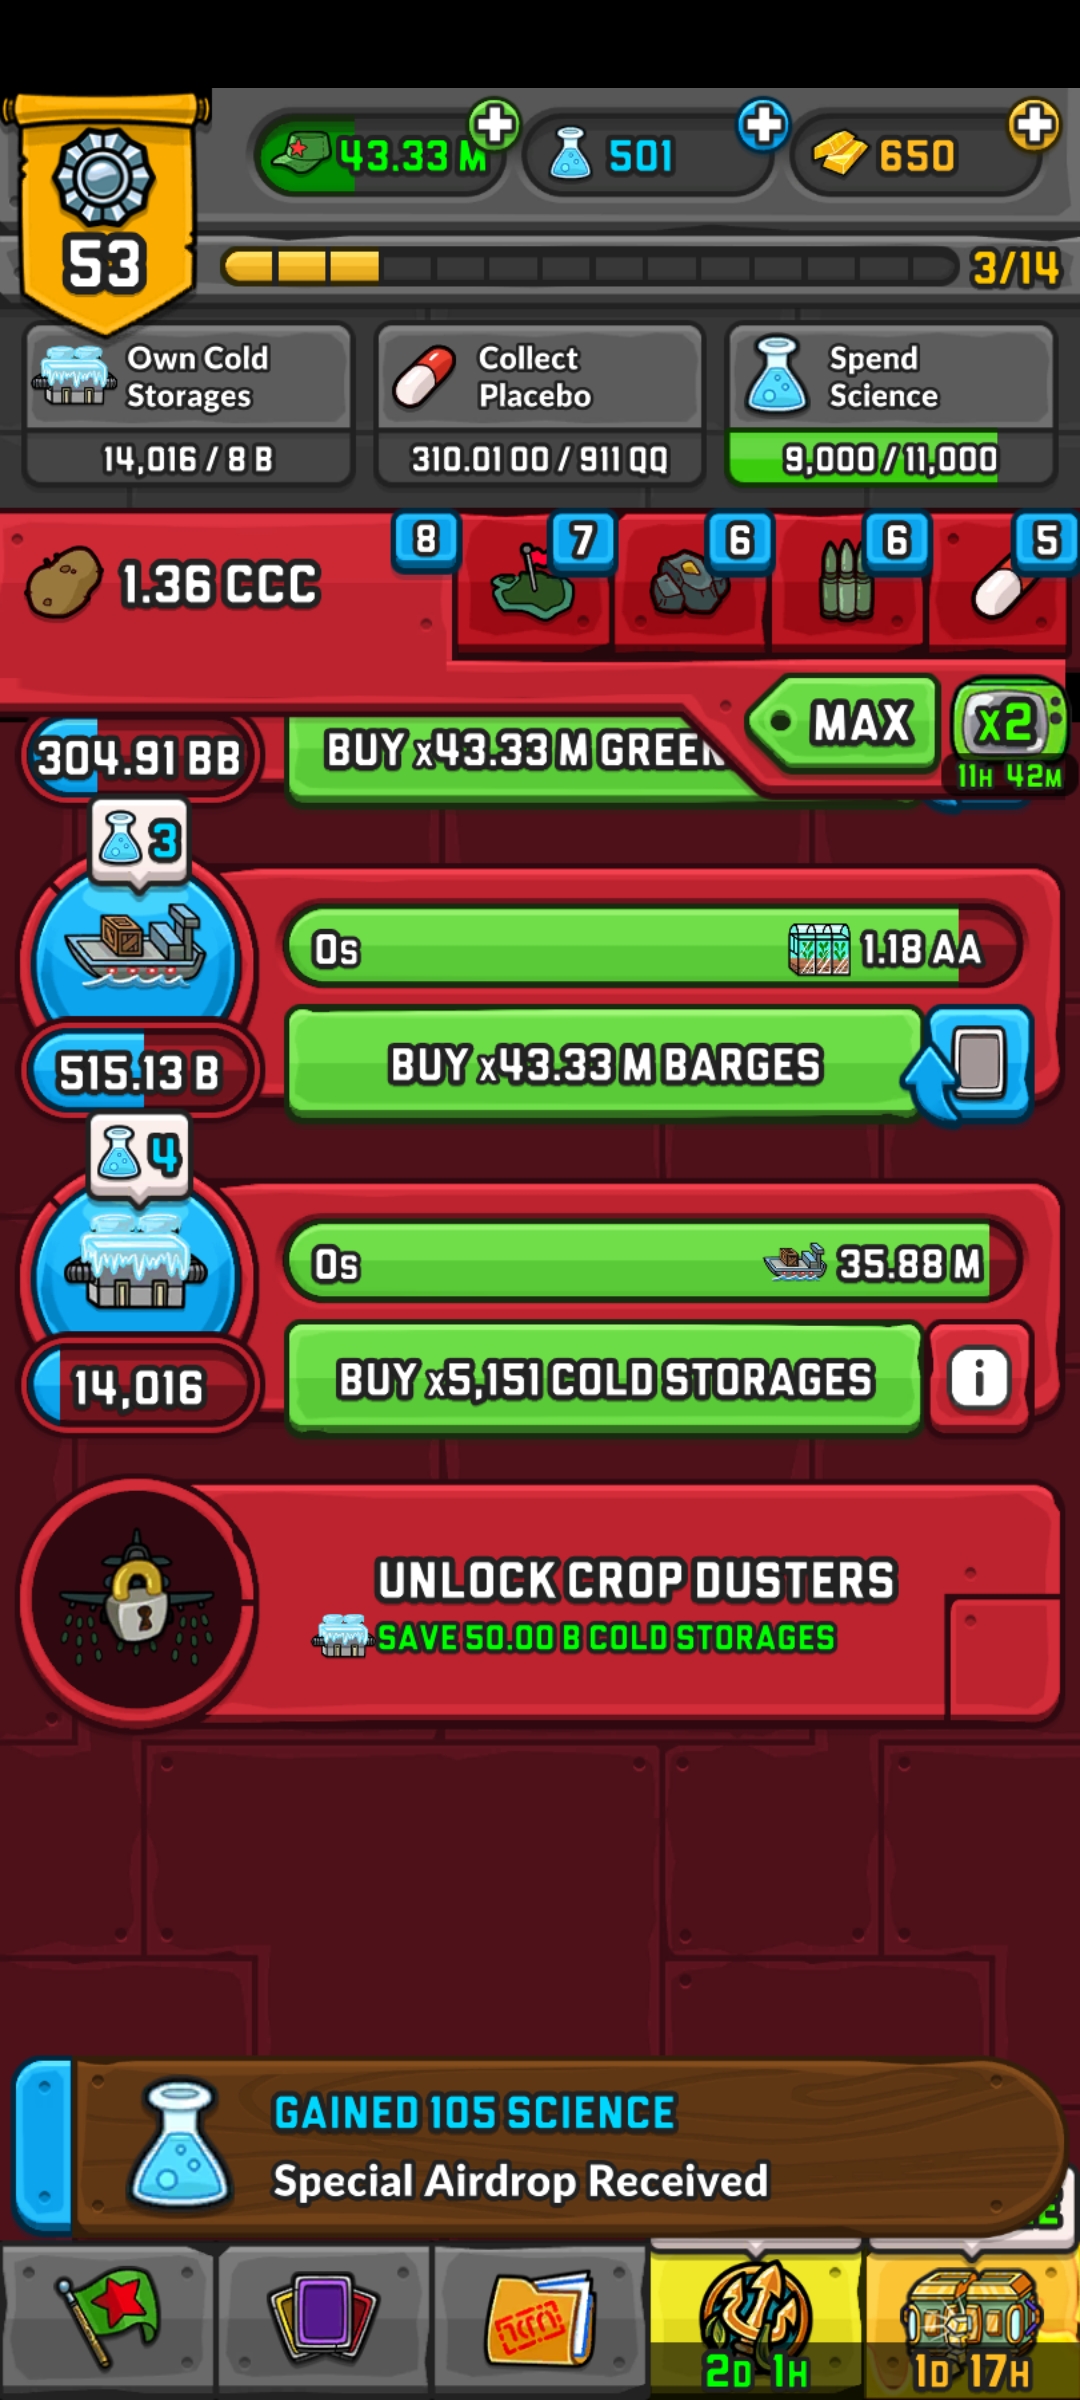 43.33 M
501
650
53
3/14
Own Cold
Storages
14,016 / 8 B
Collect
Placebo
310.01 OO / 911 QQ
Spend
Science
9,000 / 11,000
1.36 CCC
8
7
6
6
5
MAX
x2
11H 42M
304.91 BB
BUY x43.33 M GREEN
3
0s
1.18 AA
515.13 B
BUY x43.33 M BARGES
4
0s
35.88 M
14,016
BUY x5,151 COLD STORAGES
i
UNLOCK CROP DUSTERS
SAVE 50.00 B COLD STORAGES
GAINED 105 SCIENCE
Special Airdrop Received
2D 1H
1D 17H